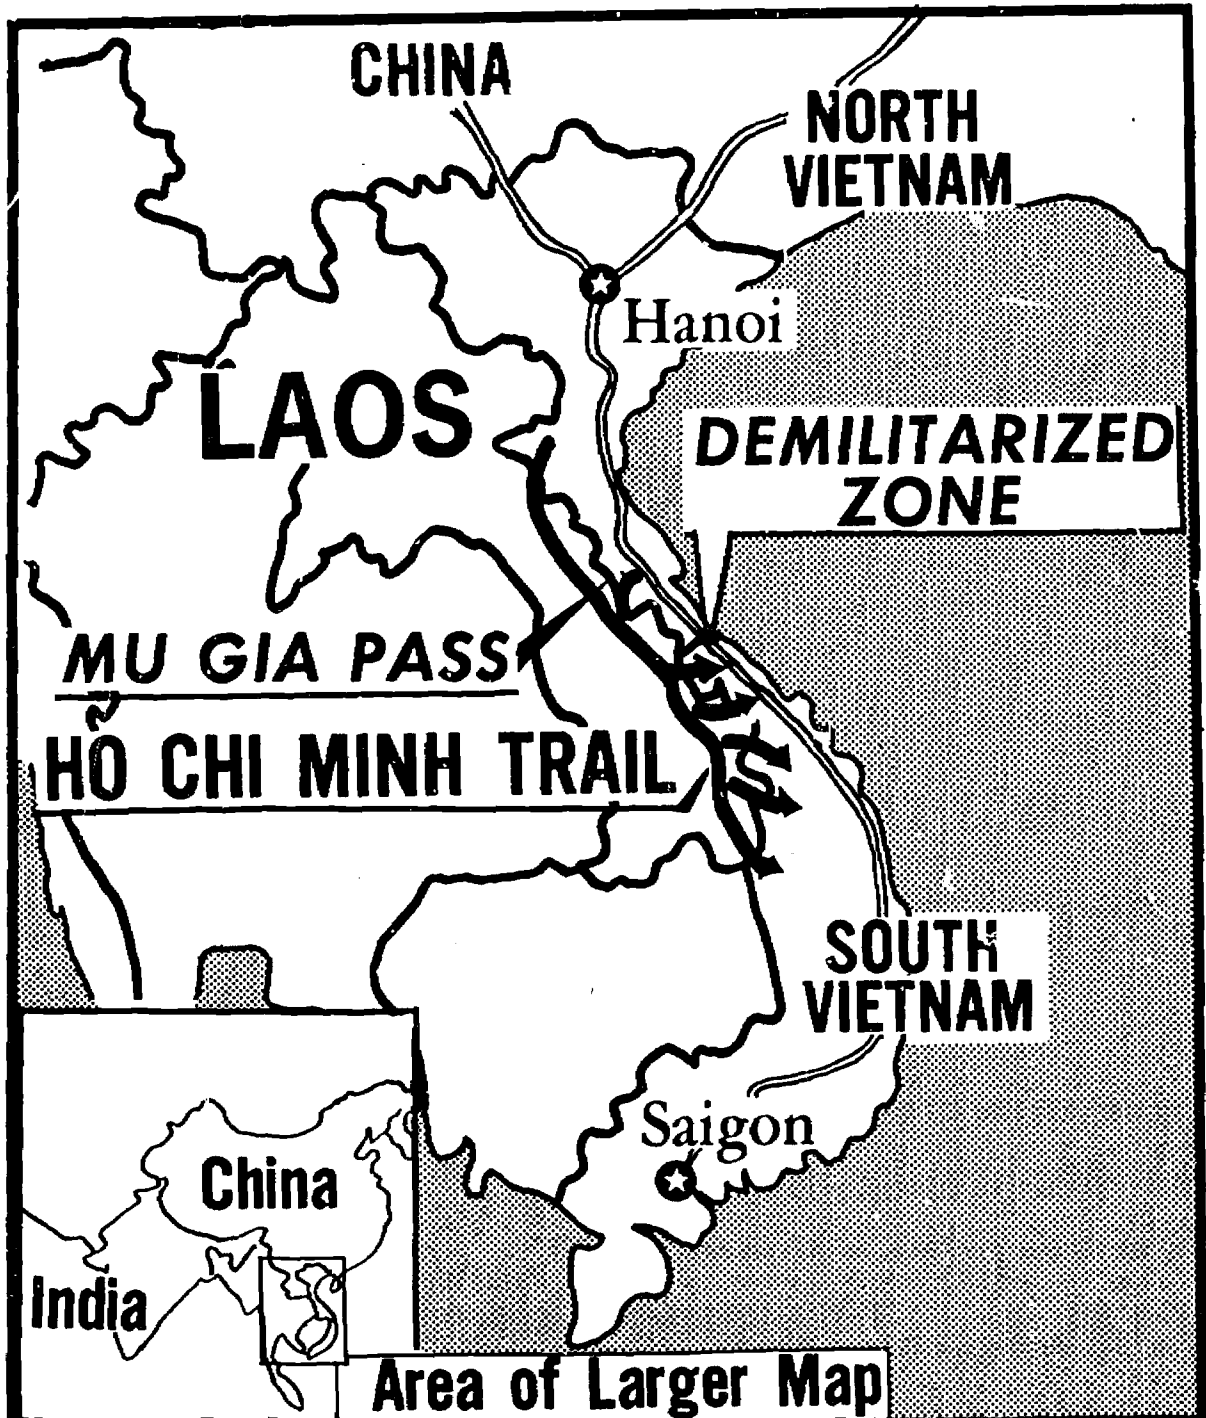 CHINA
NORTH
VIETNAM
Hanoi
LAOS
DEMILITARIZED
ZONE
MU GIA PASS
HO CHI MINH TRAIL
SOUTH
VIETNAM
Saigon
China
India
Area of Larger Map